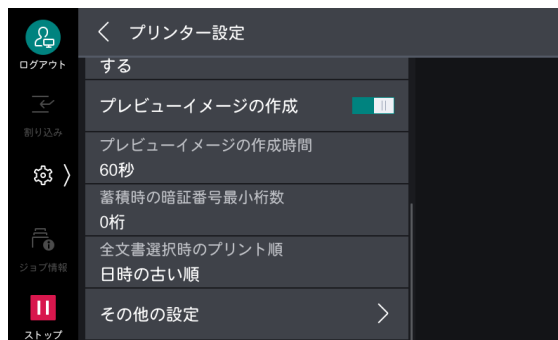 プリンター設定
ログアウト
する
プレビューイメージの作成
割り込み
プレビューイメージの作成時間
60秒
蓄積時の暗証番号最小桁数
0桁
全文書選択時のプリント順
日時の古い順
ジョブ情報
その他の設定
ストップ